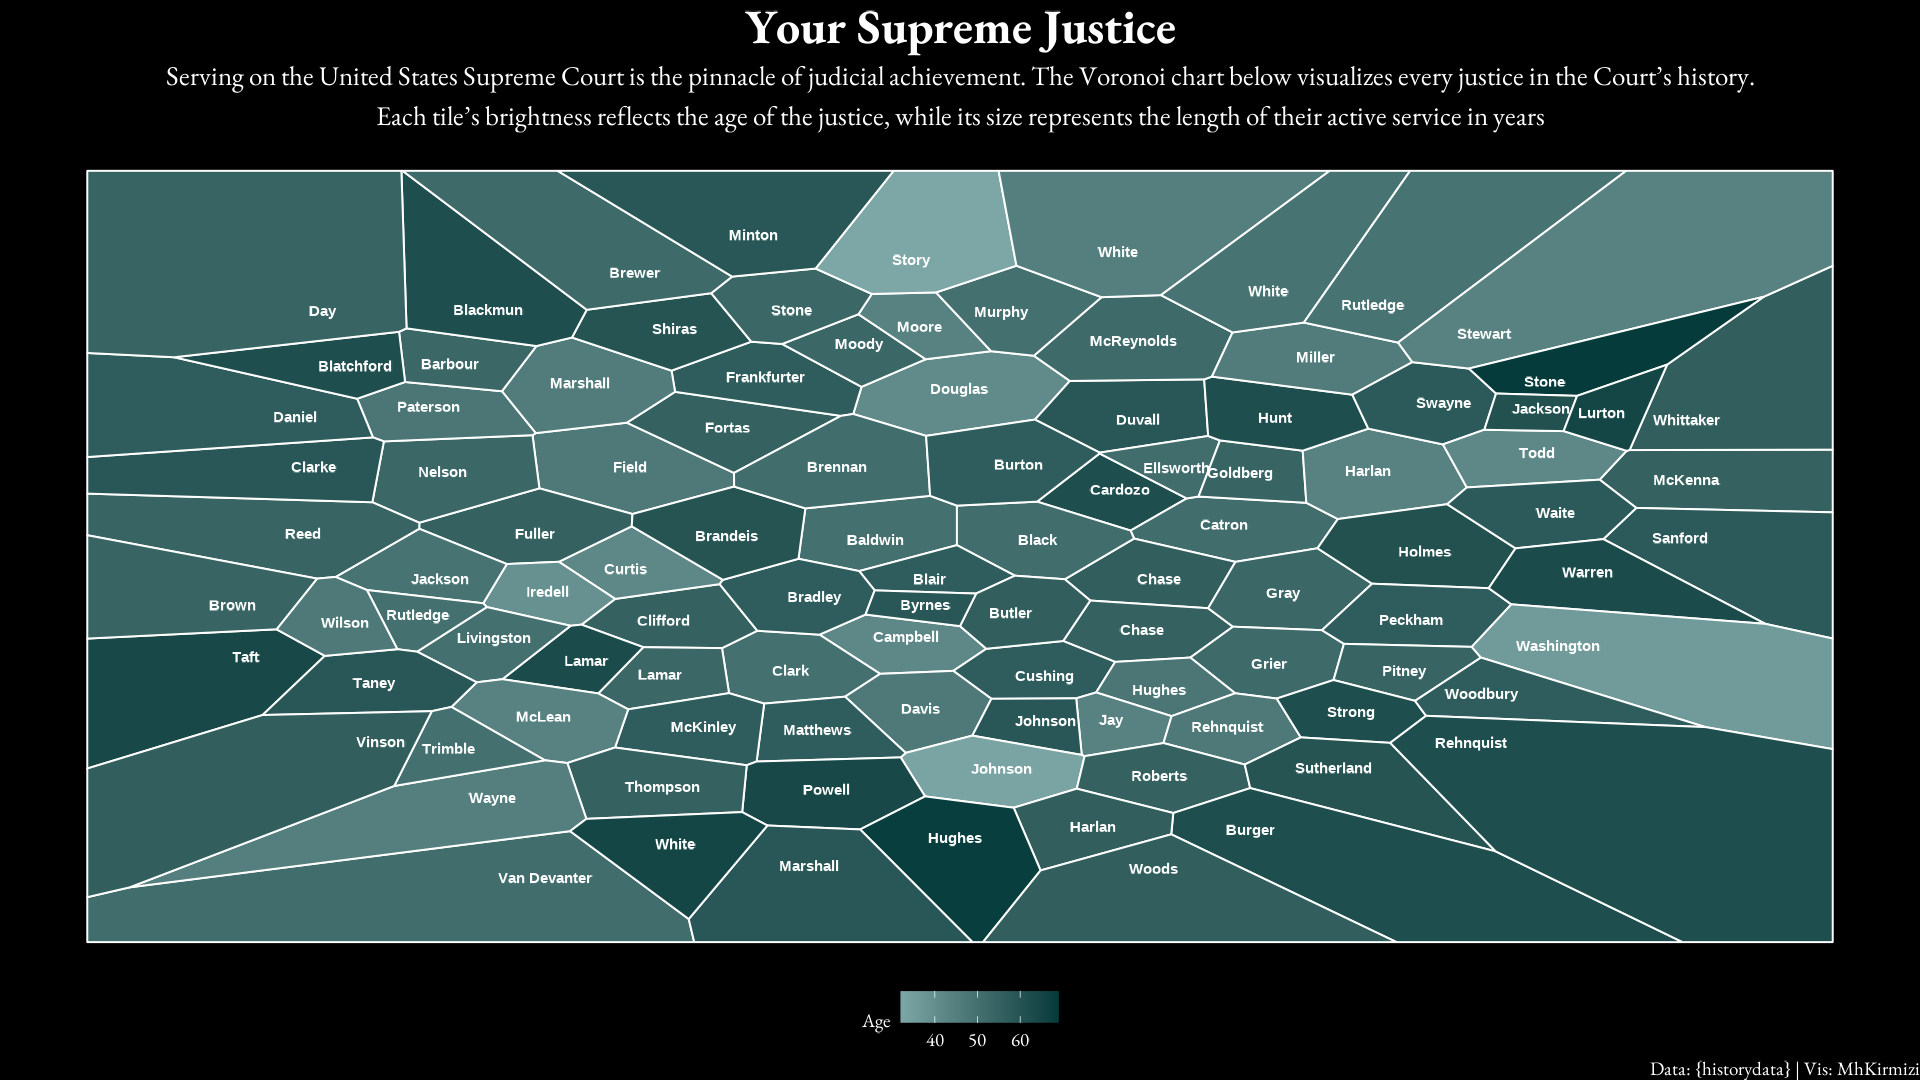 Your Supreme Justice
Serving on the United States Supreme Court is the pinnacle of judicial achievement. The Voronoi chart below visualizes every justice in the Court’s history.
Each tile’s brightness reflects the age of the justice, while its size represents the length of their active service in years
Minton
White
Story
Brewer
White
Rutledge
Day
Blackmun
Stone
Murphy
Shiras
Moore
Stewart
Moody
McReynolds
Miller
Blatchford
Barbour
Marshall
Frankfurter
Douglas
Stone
Paterson
Swayne
Jackson
Lurton
Daniel
Fortas
Duvall
Hunt
Whittaker
Clarke
Nelson
Field
Brennan
Burton
Ellsworth
Goldberg
Harlan
Todd
Cardozo
McKenna
Reed
Fuller
Brandeis
Baldwin
Black
Catron
Waite
Sanford
Jackson
Iredell
Curtis
Blair
Chase
Holmes
Warren
Brown
Wilson
Rutledge
Bradley
Byrnes
Butler
Gray
Clifford
Livingston
Campbell
Chase
Peckham
Washington
Taft
Lamar
Taney
Lamar
Clark
Cushing
Grier
Pitney
Hughes
Woodbury
McLean
McKinley
Matthews
Davis
Johnson
Jay
Rehnquist
Strong
Vinson
Trimble
Rehnquist
Johnson
Roberts
Sutherland
Wayne
Thompson
Powell
White
Hughes
Harlan
Burger
Van Devanter
Marshall
Woods
Age
40 50 60
Data: {historydata} | Vis: MhKirmizi